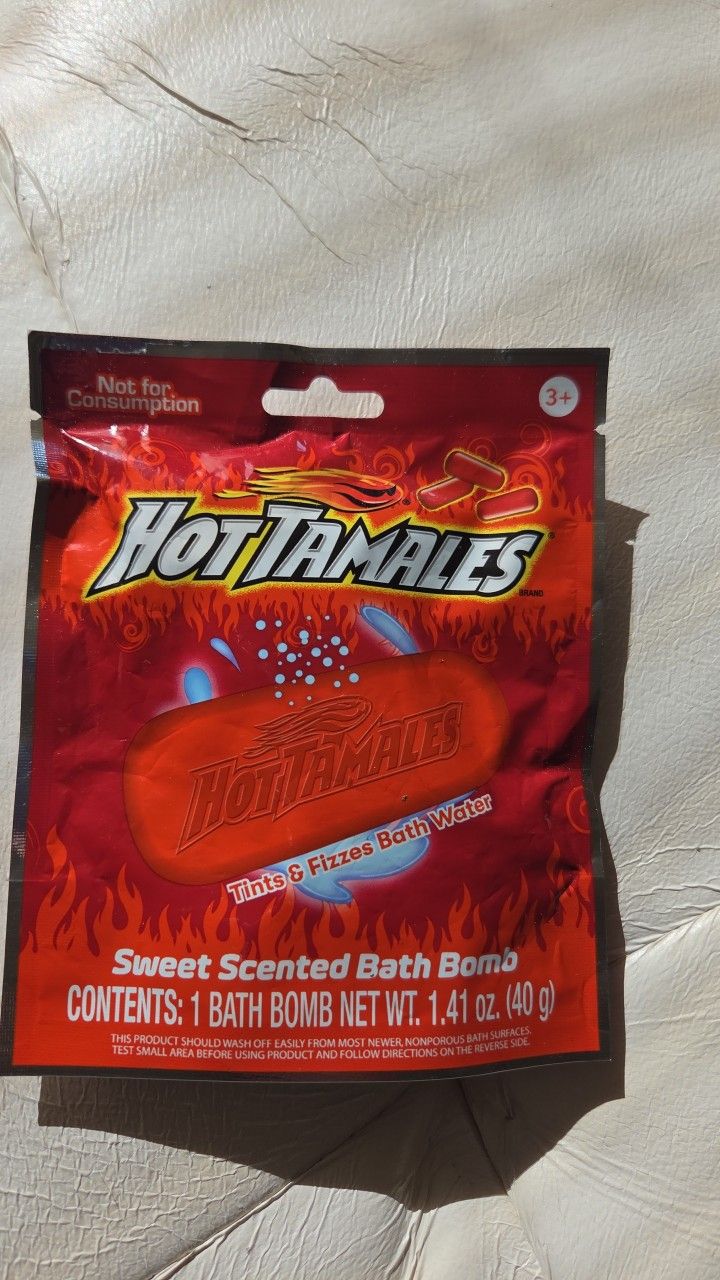 Not for
Consumption
3+
HOT TAMALES®
BRAND
HOT TAMALES
Tints & Fizzes Bath Water
Sweet Scented Bath Bomb
CONTENTS: 1 BATH BOMB NET WT. 1.41 oz. (40 g)
THIS PRODUCT SHOULD WASH OFF EASILY FROM MOST NEWER, NONPOROUS BATH SURFACES.
TEST SMALL AREA BEFORE USING PRODUCT AND FOLLOW DIRECTIONS ON THE REVERSE SIDE.